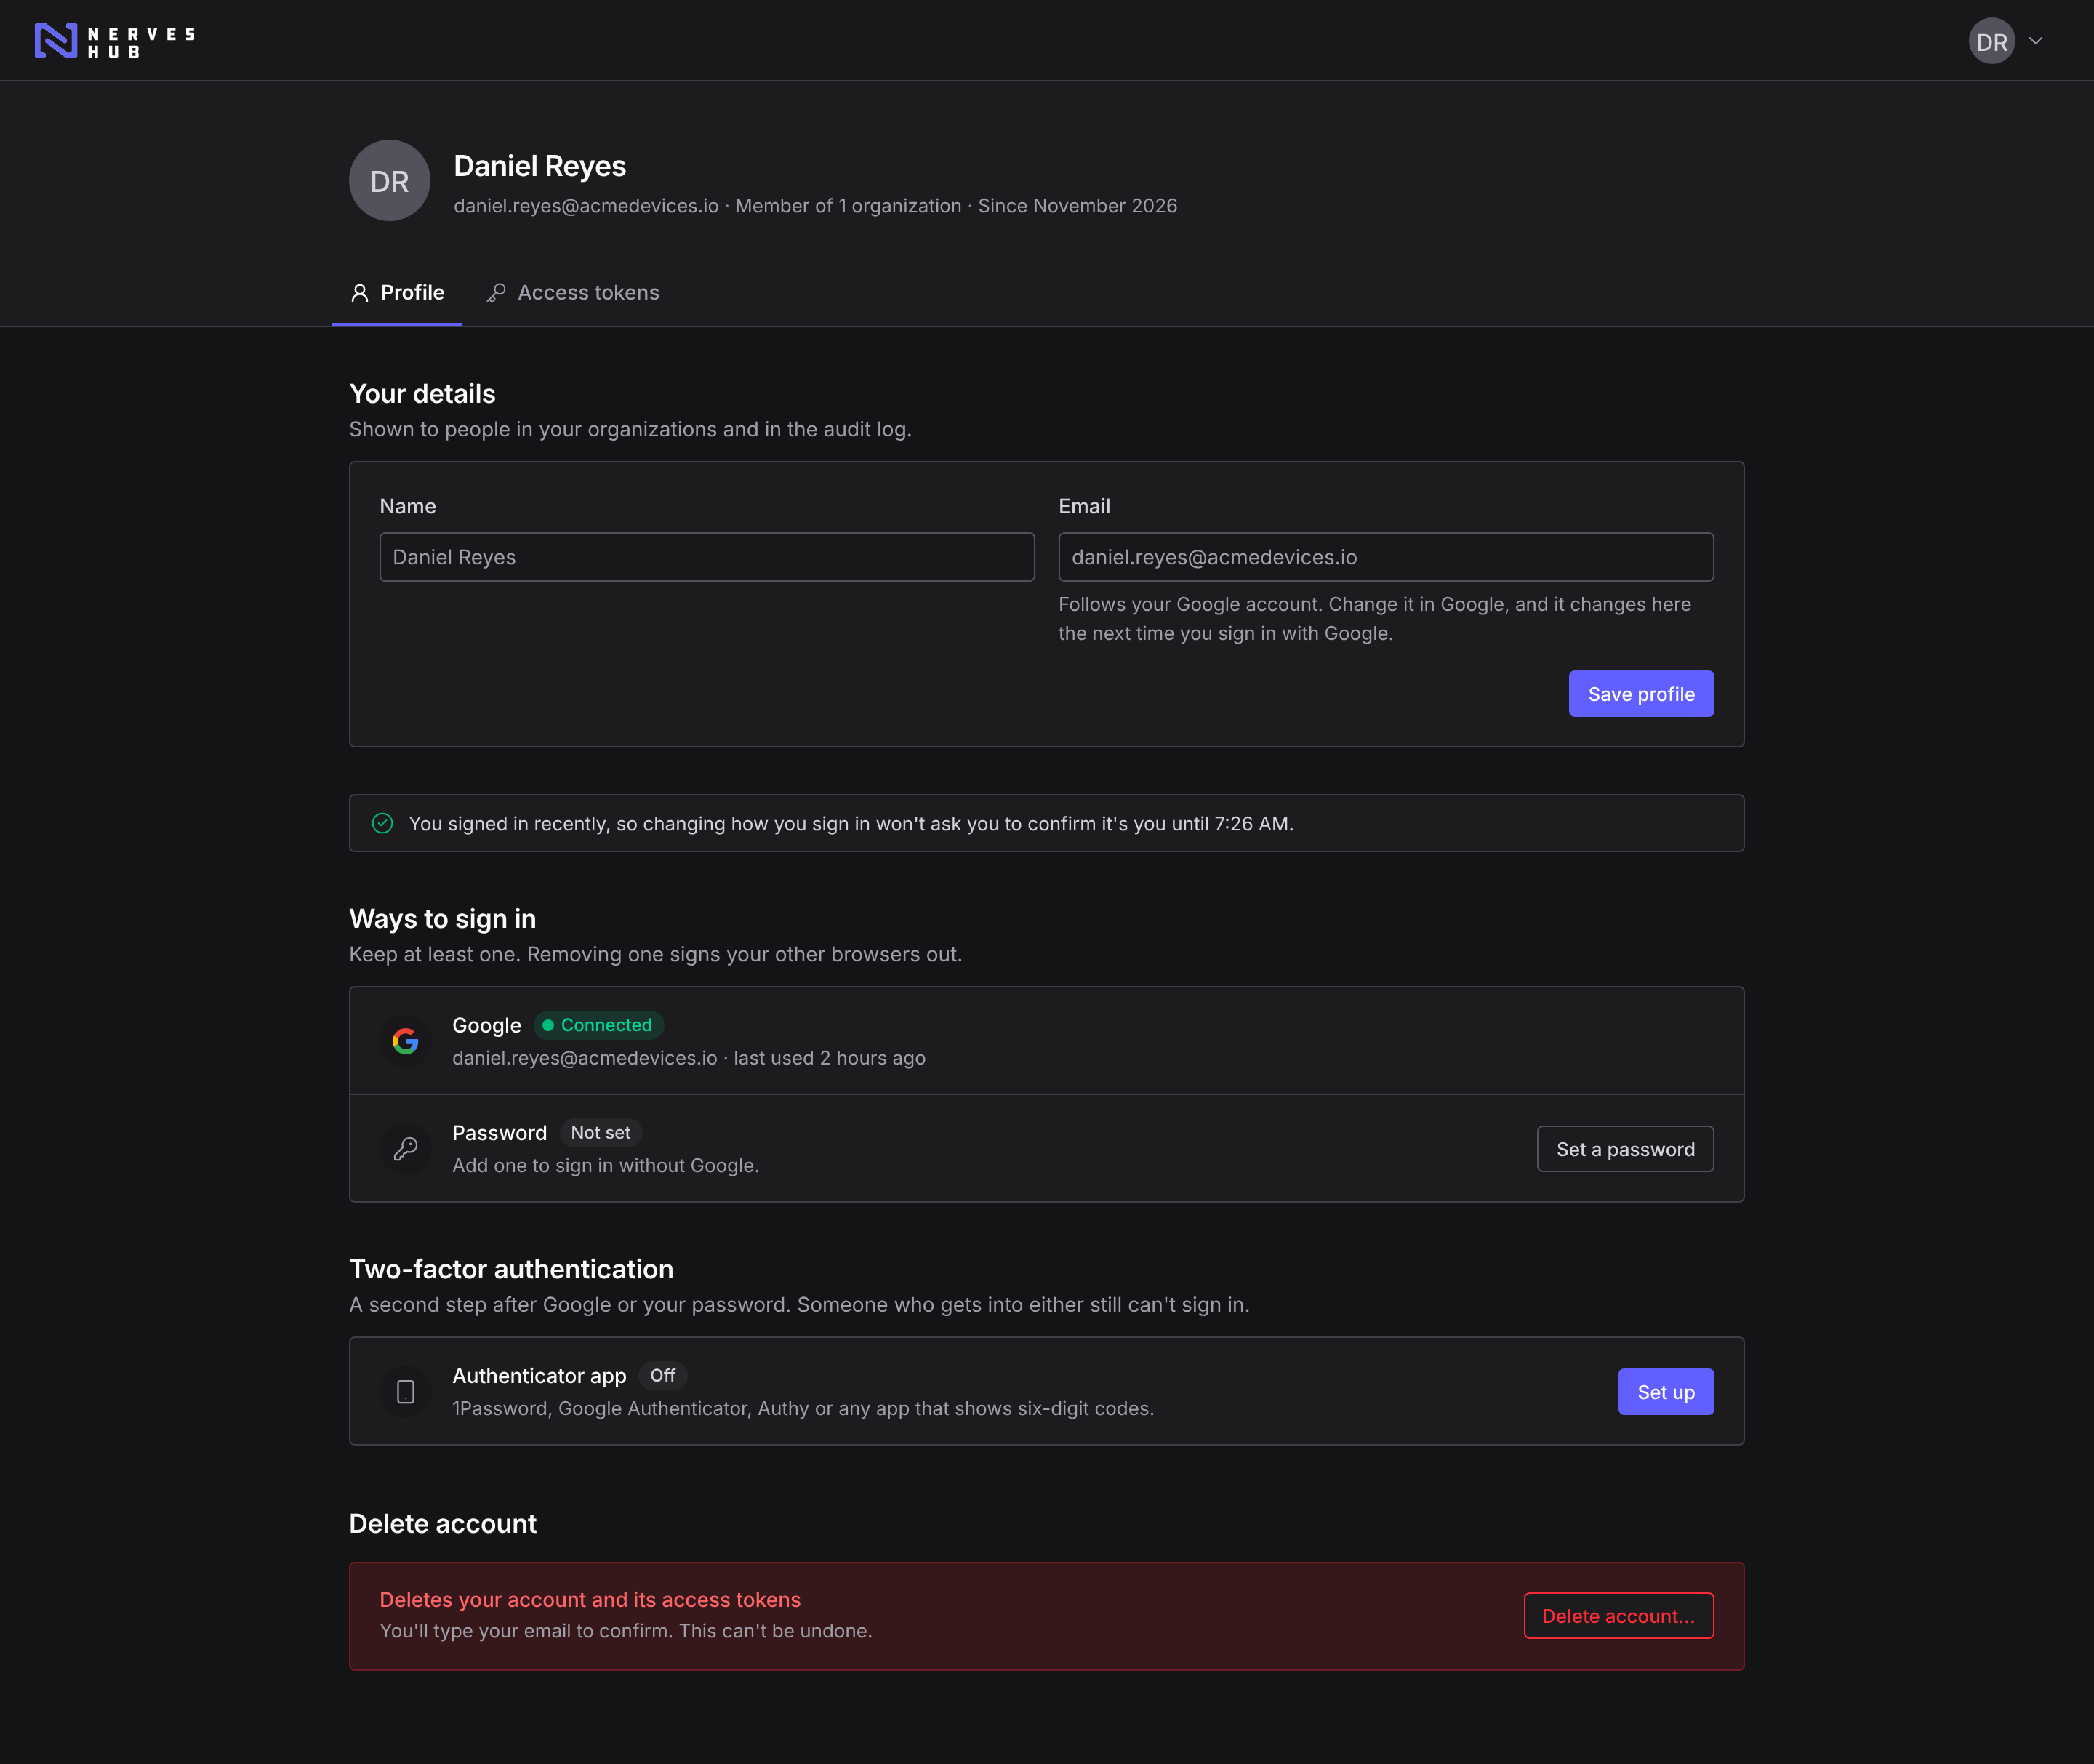 NERVES
HUB
DR
DR
Daniel Reyes
daniel.reyes@acmedevices.io · Member of 1 organization · Since November 2026
Profile
Access tokens
Your details
Shown to people in your organizations and in the audit log.
Name
Daniel Reyes
Email
daniel.reyes@acmedevices.io
Follows your Google account. Change it in Google, and it changes here
the next time you sign in with Google.
Save profile
You signed in recently, so changing how you sign in won't ask you to confirm it's you until 7:26 AM.
Ways to sign in
Keep at least one. Removing one signs your other browsers out.
Google
Connected
daniel.reyes@acmedevices.io · last used 2 hours ago
Password
Not set
Add one to sign in without Google.
Set a password
Two-factor authentication
A second step after Google or your password. Someone who gets into either still can't sign in.
Authenticator app
Off
1Password, Google Authenticator, Authy or any app that shows six-digit codes.
Set up
Delete account
Deletes your account and its access tokens
You'll type your email to confirm. This can't be undone.
Delete account...